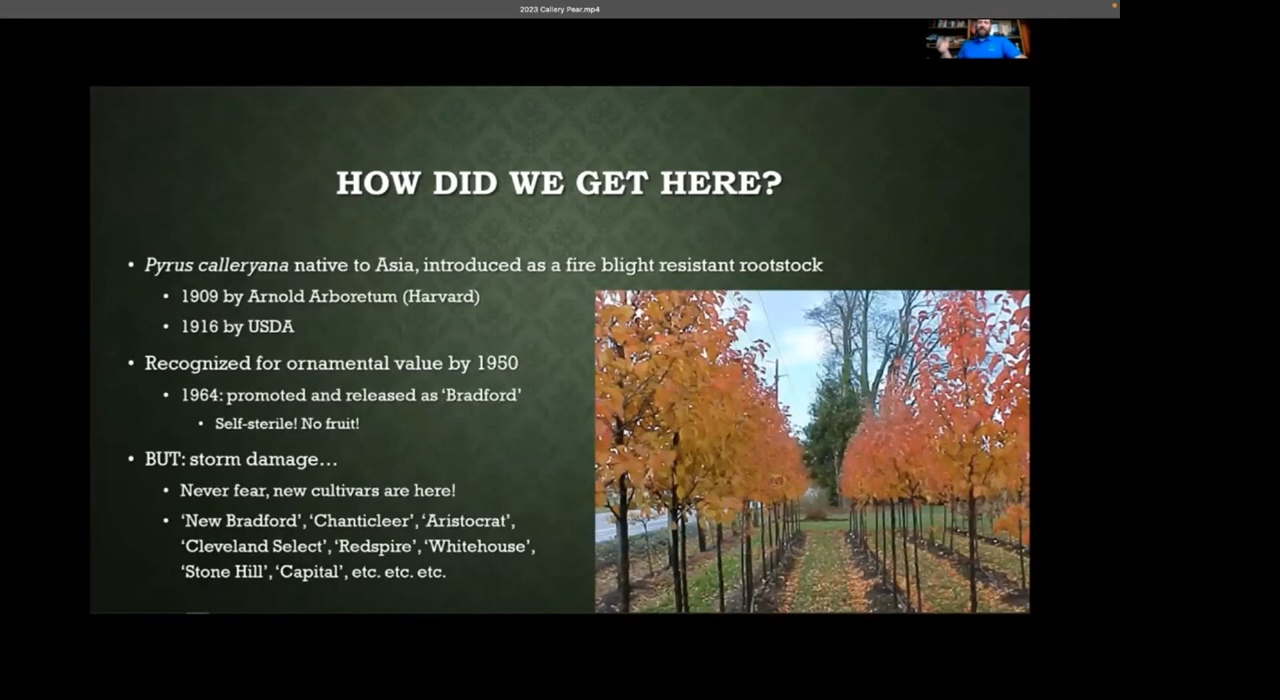 2023 Callery Pear.mp4
HOW DID WE GET HERE?
• Pyrus calleryana native to Asia, introduced as a fire blight resistant rootstock
• 1909 by Arnold Arboretum (Harvard)
• 1916 by USDA
• Recognized for ornamental value by 1950
• 1964: promoted and released as ‘Bradford’
• Self-sterile! No fruit!
• BUT: storm damage…
• Never fear, new cultivars are here!
• ‘New Bradford’, ‘Chanticleer’, ‘Aristocrat’,
‘Cleveland Select’, ‘Redspire’, ‘Whitehouse’,
‘Stone Hill’, ‘Capital’, etc. etc. etc.